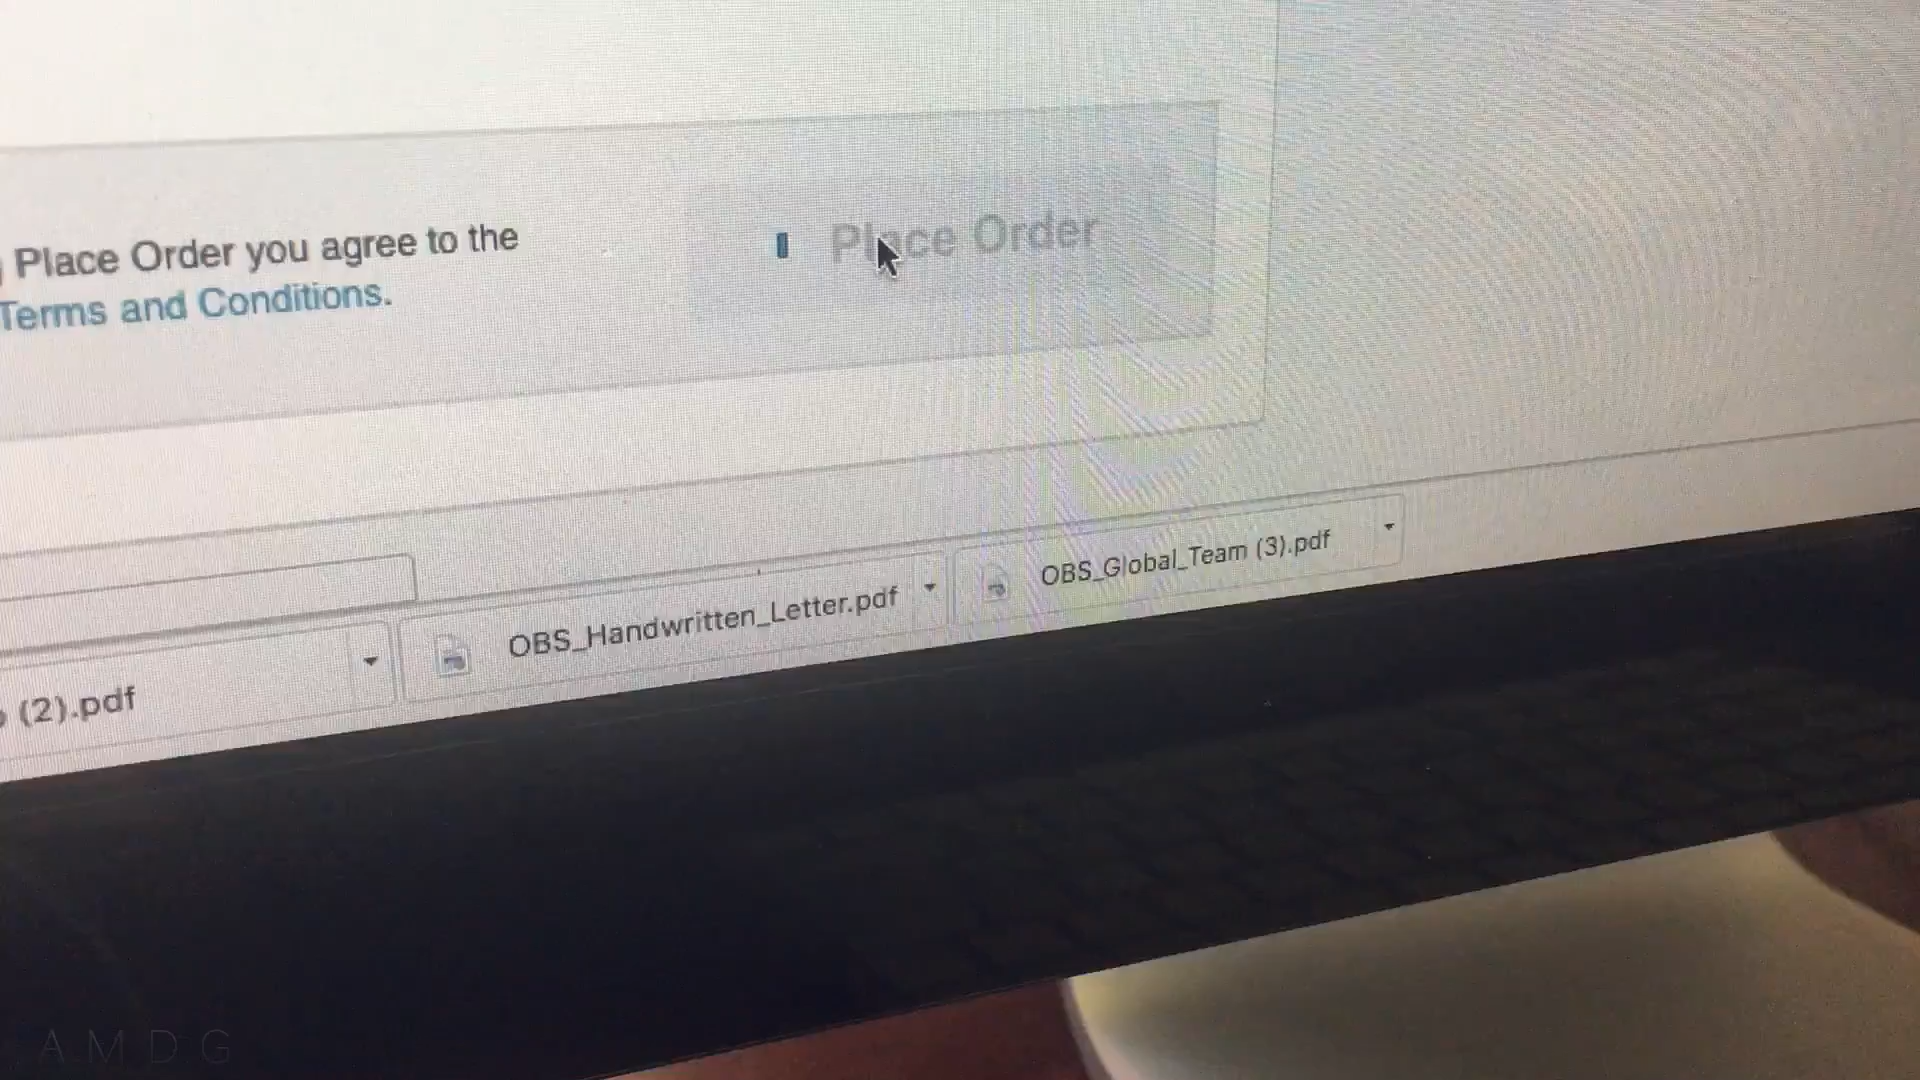 Place Order you agree to the
Terms and Conditions.
Place Order
(2).pdf
OBS_Handwritten_Letter.pdf
OBS_Global_Team (3).pdf
A M D G